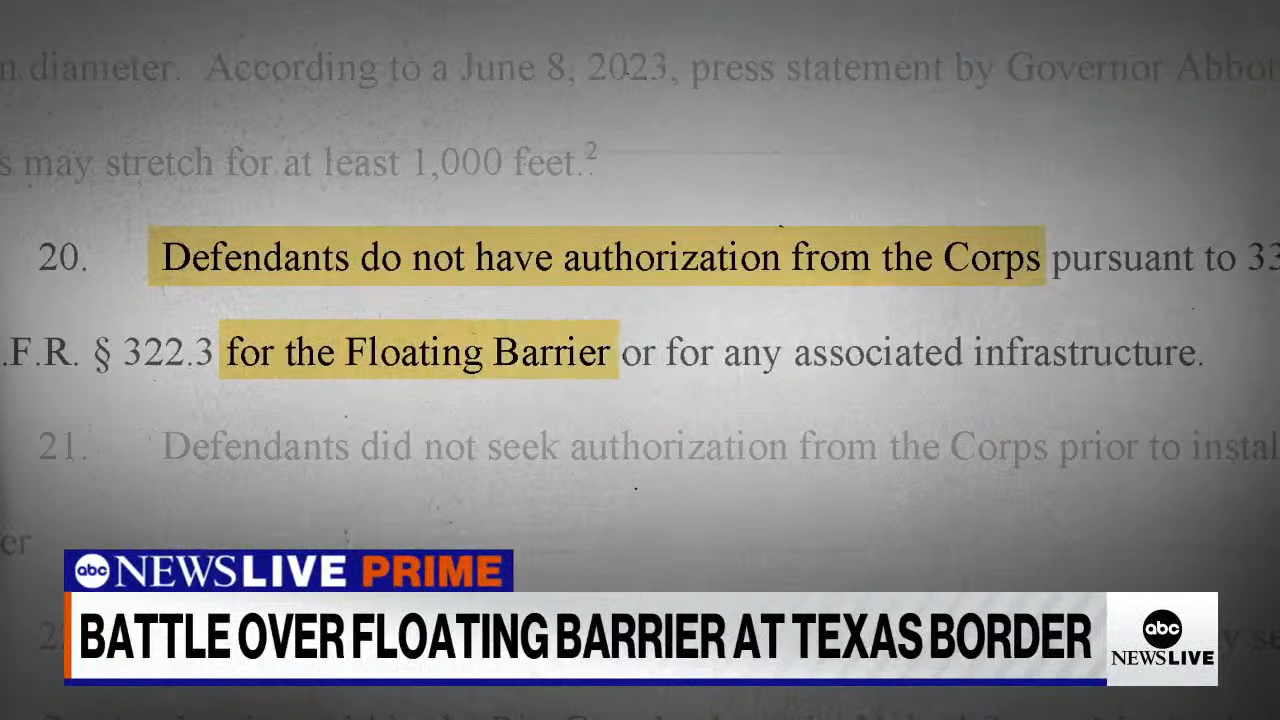 n diameter. According to a June 8, 2023, press statement by Governor Abbot
s may stretch for at least 1,000 feet.²
20. Defendants do not have authorization from the Corps pursuant to 33
.F.R. § 322.3 for the Floating Barrier or for any associated infrastructure.
21. Defendants did not seek authorization from the Corps prior to instal
er
abc NEWS LIVE PRIME
BATTLE OVER FLOATING BARRIER AT TEXAS BORDER
abc
NEWS LIVE